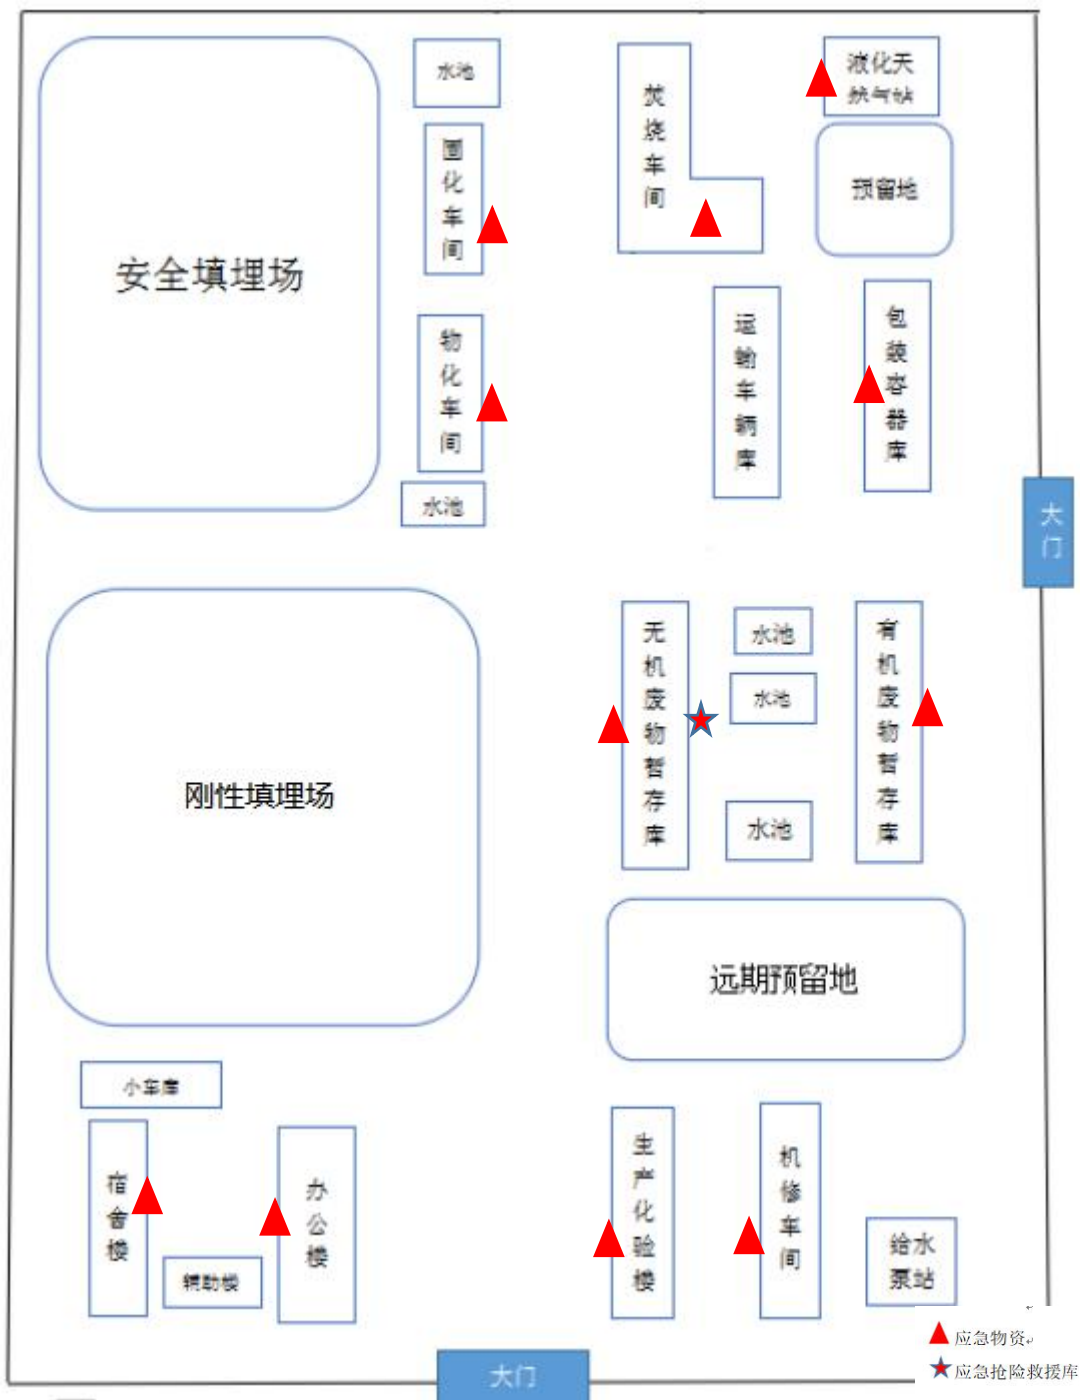 水池
固化车间
安全填埋场
物化车间
水池
焚烧车间
液化天
然气站
预留地
运输车辆库
包装容器库
大门
刚性填埋场
无机废物暂存库
水池
水池
水池
有机废物暂存库
远期预留地
小车库
宿舍楼
辅助楼
办公楼
生产化验楼
机修车间
给水
泵站
大门
应急物资
应急抢险救援库